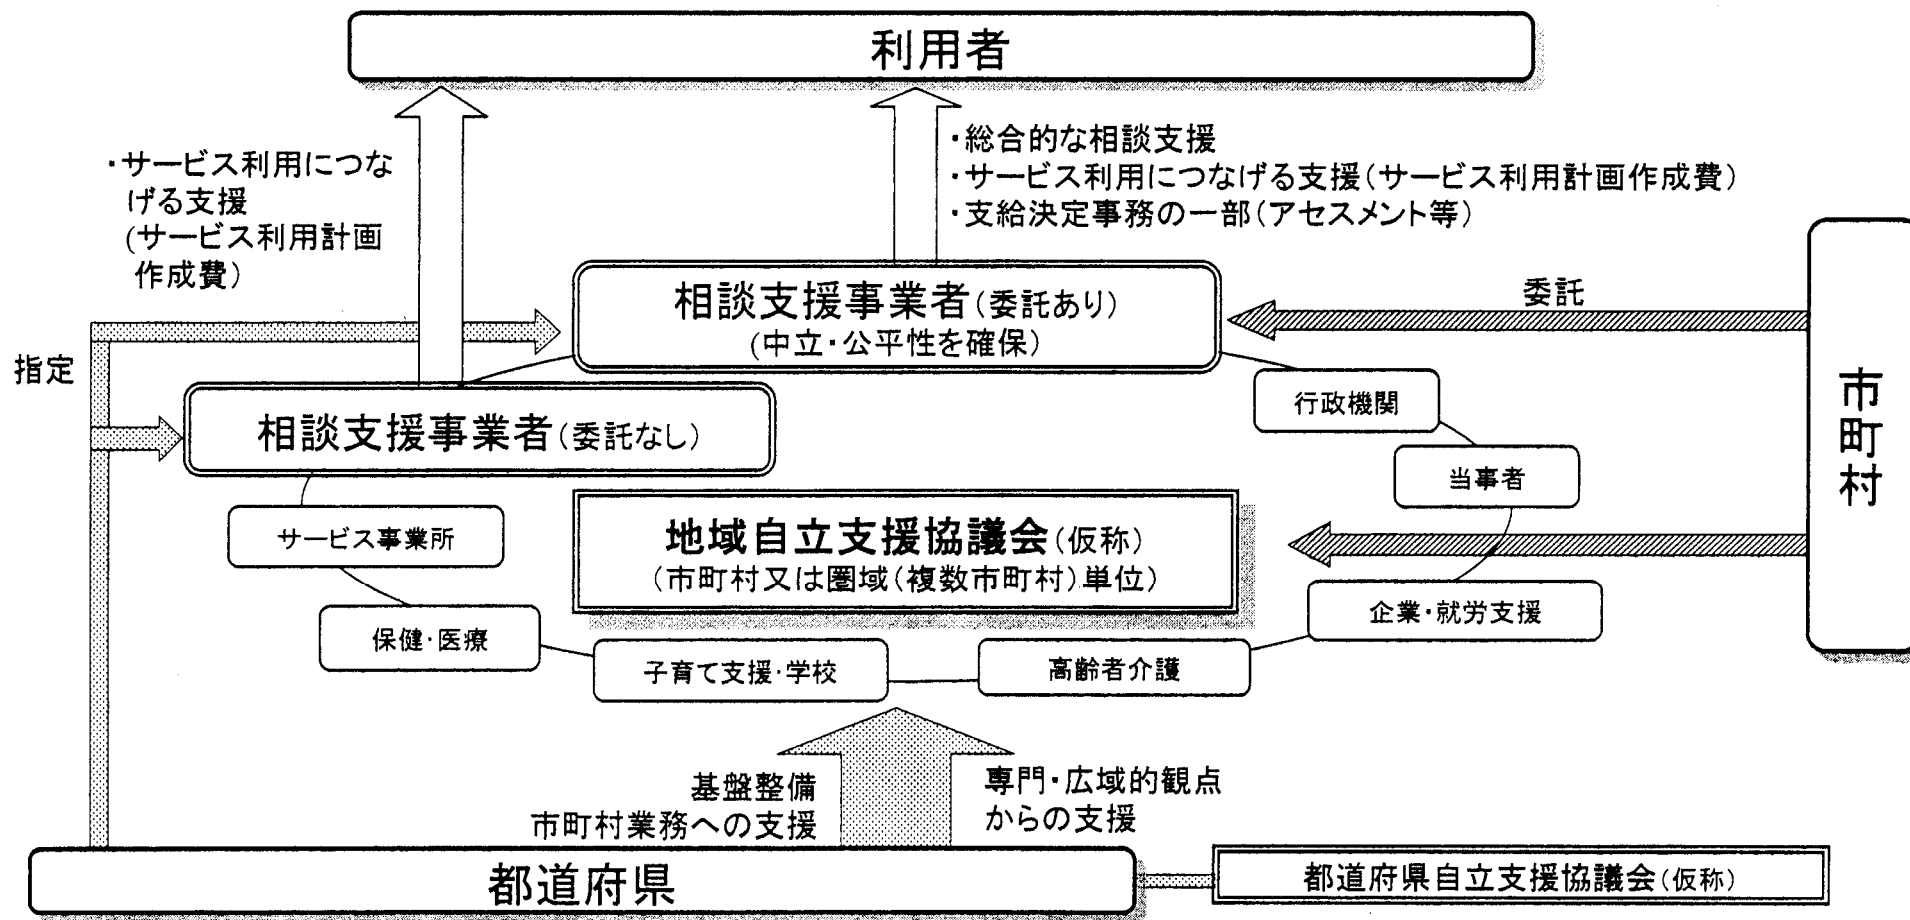 利用者
・サービス利用につな
げる支援
(サービス利用計画
作成費)
・総合的な相談支援
・サービス利用につなげる支援(サービス利用計画作成費)
・支給決定事務の一部(アセスメント等)
相談支援事業者(委託あり)
(中立・公平性を確保)
委託
指定
相談支援事業者(委託なし)
行政機関
当事者
市町村
サービス事業所
地域自立支援協議会(仮称)
(市町村又は圏域(複数市町村)単位)
企業・就労支援
保健・医療
子育て支援・学校
高齢者介護
基盤整備
市町村業務への支援
専門・広域的観点
からの支援
都道府県
都道府県自立支援協議会(仮称)